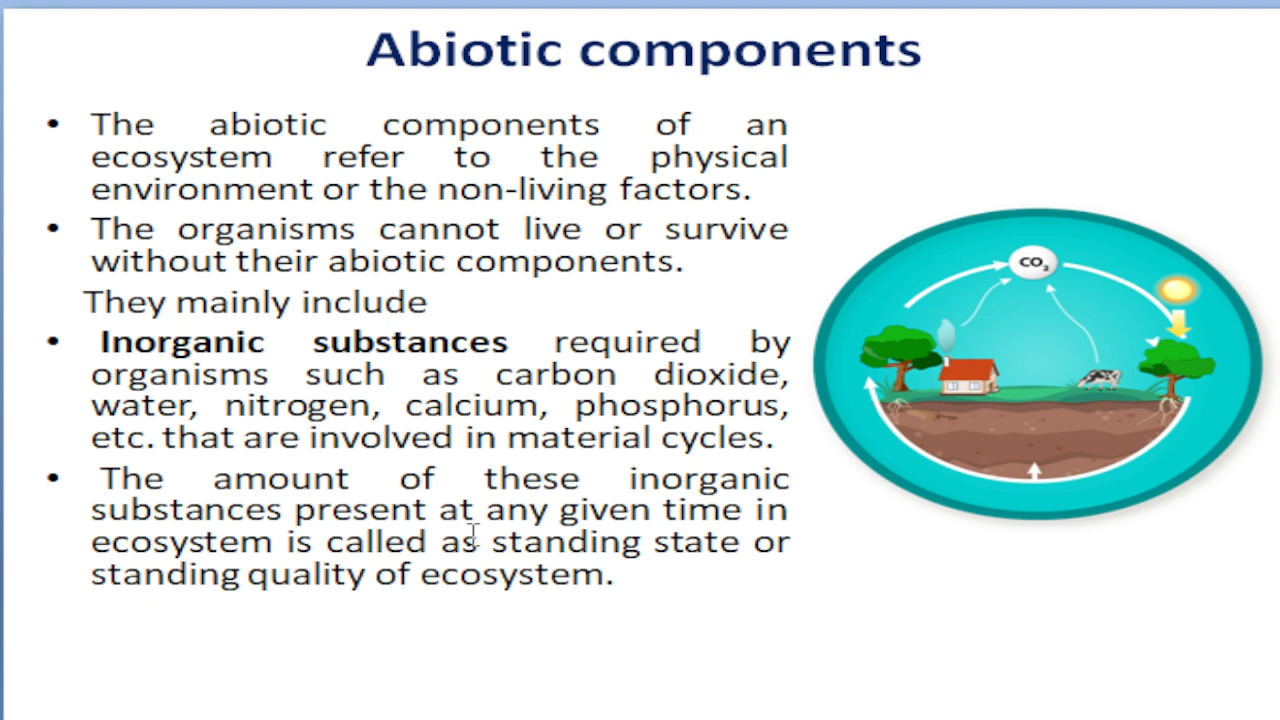 Abiotic components
• The abiotic components of an
ecosystem refer to the physical
environment or the non-living factors.
• The organisms cannot live or survive
without their abiotic components.
They mainly include
• Inorganic substances required by
organisms such as carbon dioxide,
water, nitrogen, calcium, phosphorus,
etc. that are involved in material cycles.
• The amount of these inorganic
substances present at any given time in
ecosystem is called as standing state or
standing quality of ecosystem.
CO₂